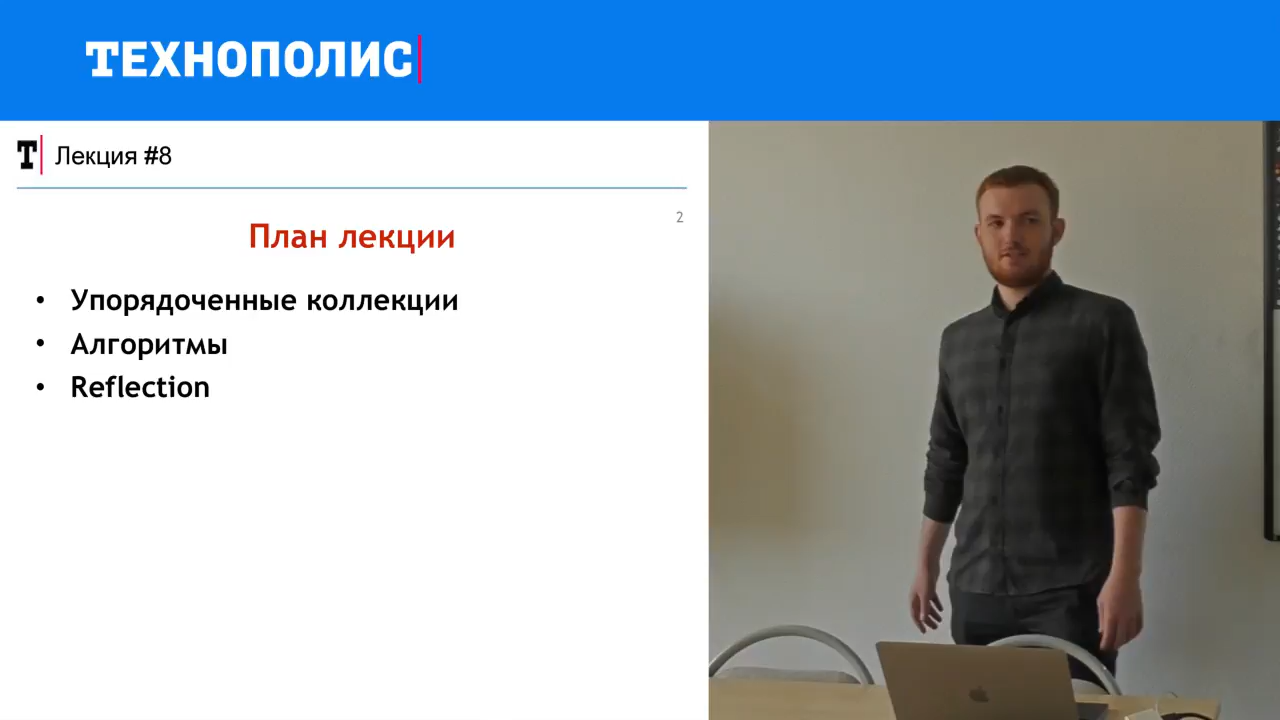 ТЕХНОПОЛИС
T Лекция #8
2
План лекции
• Упорядоченные коллекции
• Алгоритмы
• Reflection